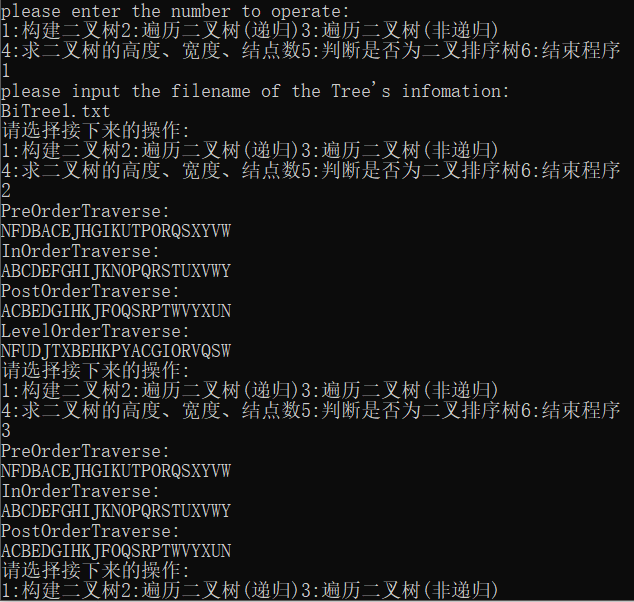 please enter the number to operate:
1:构建二叉树2:遍历二叉树(递归)3:遍历二叉树(非递归)
4:求二叉树的高度、宽度、结点数5:判断是否为二叉排序树6:结束程序
1
please input the filename of the Tree's infomation:
BiTree1.txt
请选择接下来的操作:
1:构建二叉树2:遍历二叉树(递归)3:遍历二叉树(非递归)
4:求二叉树的高度、宽度、结点数5:判断是否为二叉排序树6:结束程序
2
PreOrderTraverse:
NFDBACEJHGIKUTPORQSXYVW
InOrderTraverse:
ABCDEFGHIJKNOPQRSTUXVWY
PostOrderTraverse:
ACBEDGIHKJFOQSRPTWVYXUN
LevelOrderTraverse:
NFUDJTXBEHKPYACGIORVQSW
请选择接下来的操作:
1:构建二叉树2:遍历二叉树(递归)3:遍历二叉树(非递归)
4:求二叉树的高度、宽度、结点数5:判断是否为二叉排序树6:结束程序
3
PreOrderTraverse:
NFDBACEJHGIKUTPORQSXYVW
InOrderTraverse:
ABCDEFGHIJKNOPQRSTUXVWY
PostOrderTraverse:
ACBEDGIHKJFOQSRPTWVYXUN
请选择接下来的操作:
1:构建二叉树2:遍历二叉树(递归)3:遍历二叉树(非递归)